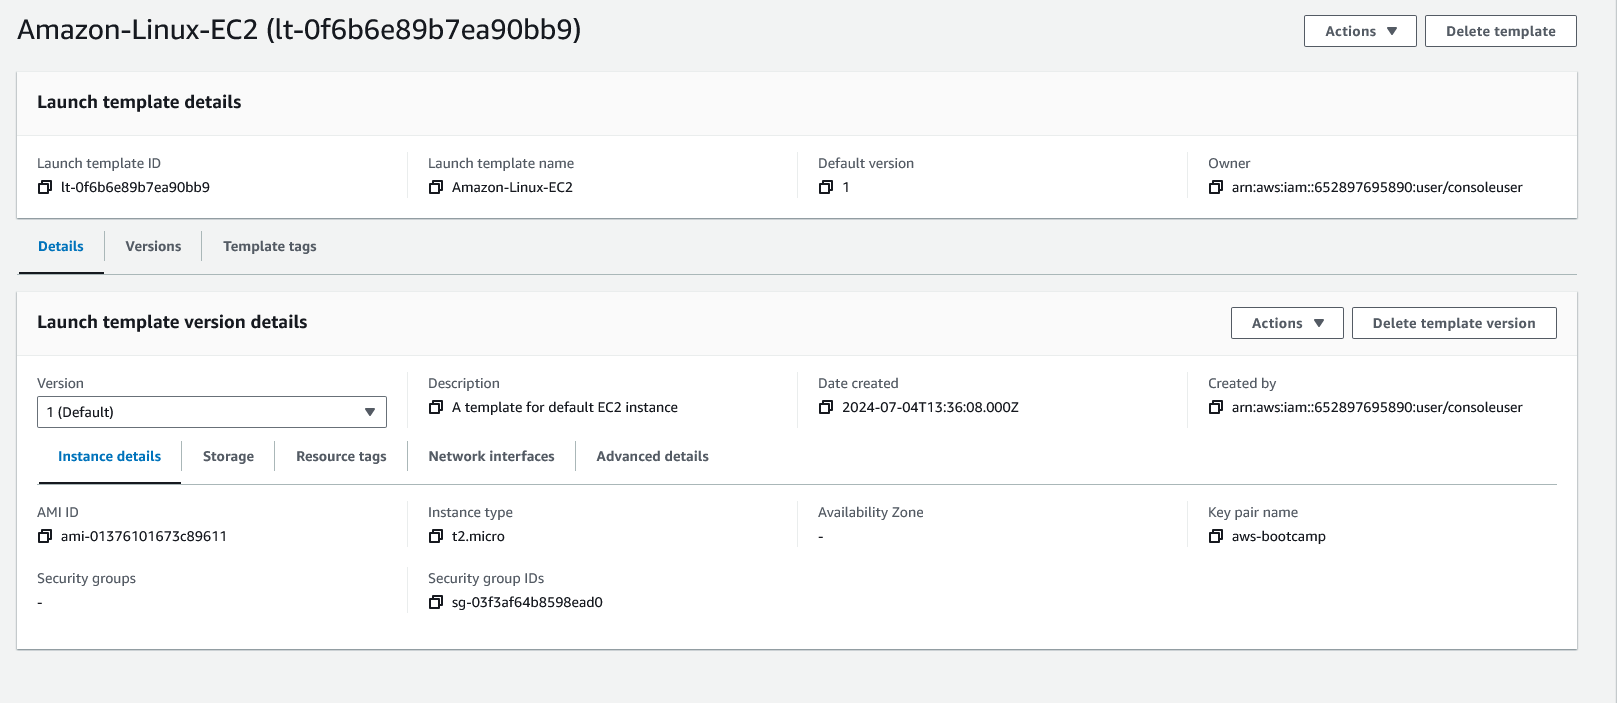 Amazon-Linux-EC2 (lt-0f6b6e89b7ea90bb9)
Actions
Delete template
Launch template details
Launch template ID
Launch template name
Default version
Owner
lt-0f6b6e89b7ea90bb9
Amazon-Linux-EC2
1
arn:aws:iam::652897695890:user/consoleuser
Details
Versions
Template tags
Launch template version details
Actions
Delete template version
Version
Description
Date created
Created by
1 (Default)
A template for default EC2 instance
2024-07-04T13:36:08.000Z
arn:aws:iam::652897695890:user/consoleuser
Instance details
Storage
Resource tags
Network interfaces
Advanced details
AMI ID
Instance type
Availability Zone
Key pair name
ami-01376101673c89611
t2.micro
-
aws-bootcamp
Security groups
Security group IDs
-
sg-03f3af64b8598ead0